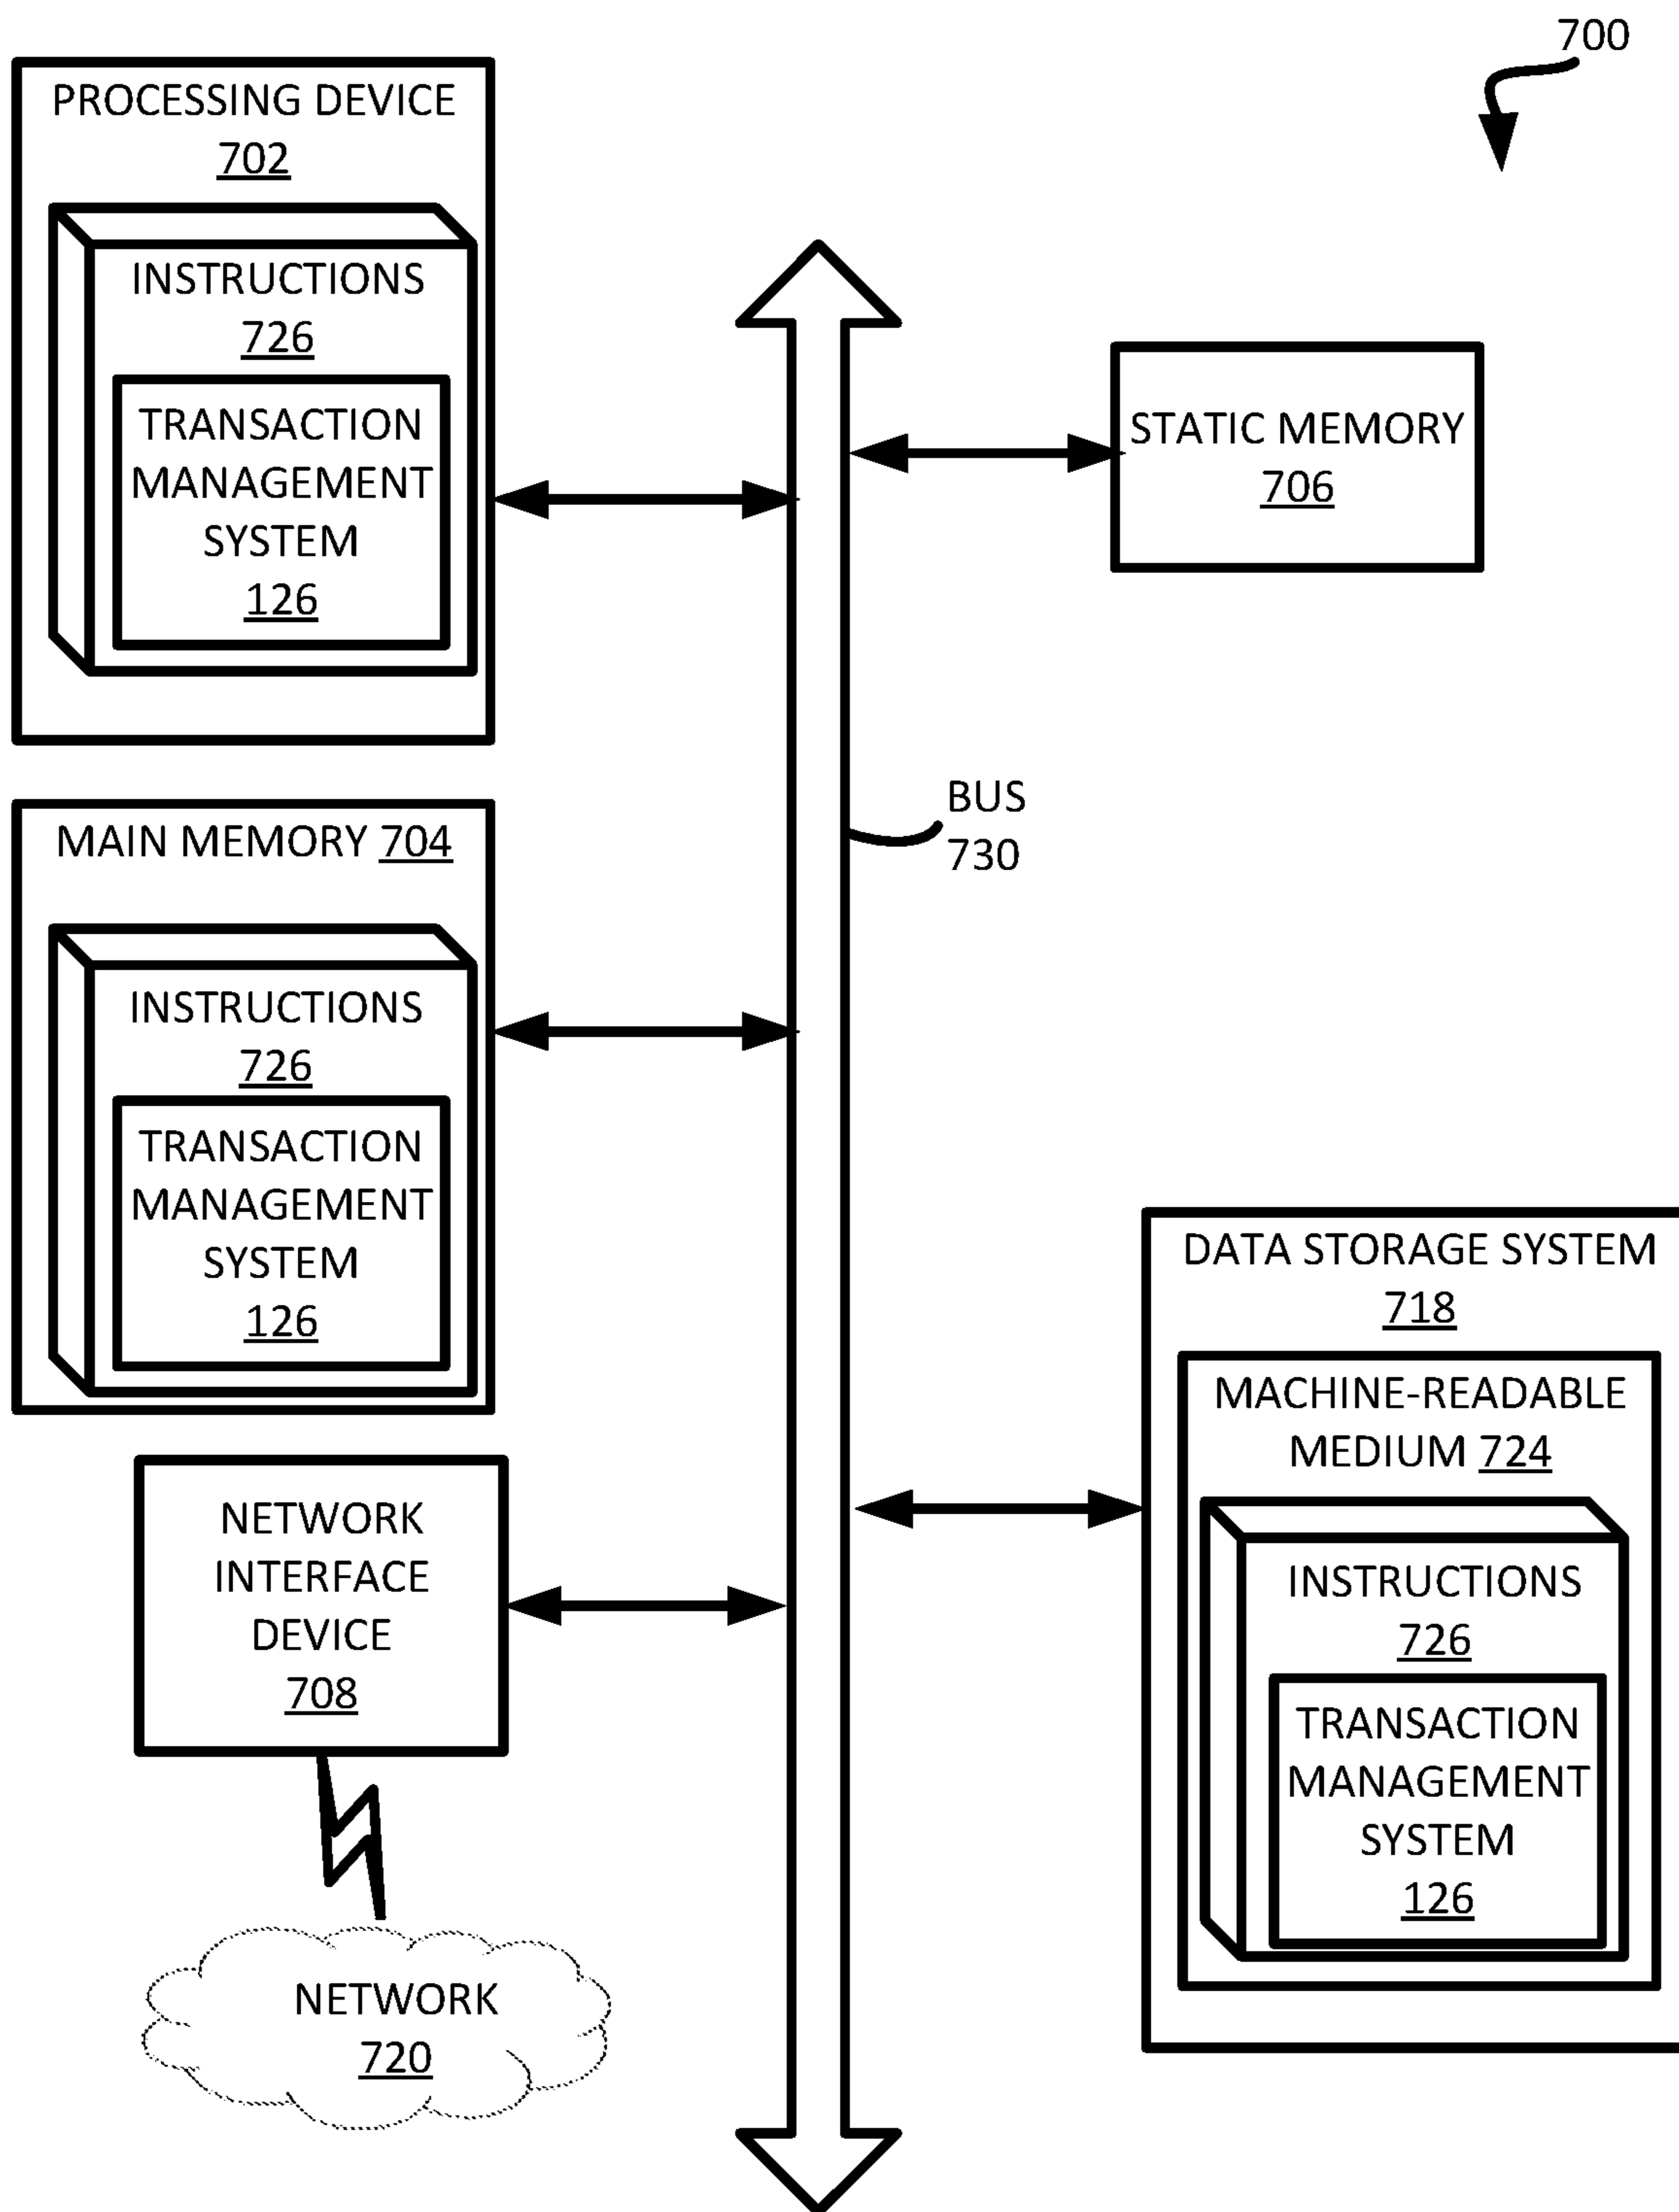 700
PROCESSING DEVICE
702
INSTRUCTIONS
726
TRANSACTION
MANAGEMENT
SYSTEM
126
STATIC MEMORY
706
BUS
730
MAIN MEMORY 704
INSTRUCTIONS
726
TRANSACTION
MANAGEMENT
SYSTEM
126
DATA STORAGE SYSTEM
718
MACHINE-READABLE
MEDIUM 724
INSTRUCTIONS
726
TRANSACTION
MANAGEMENT
SYSTEM
126
NETWORK
INTERFACE
DEVICE
708
NETWORK
720